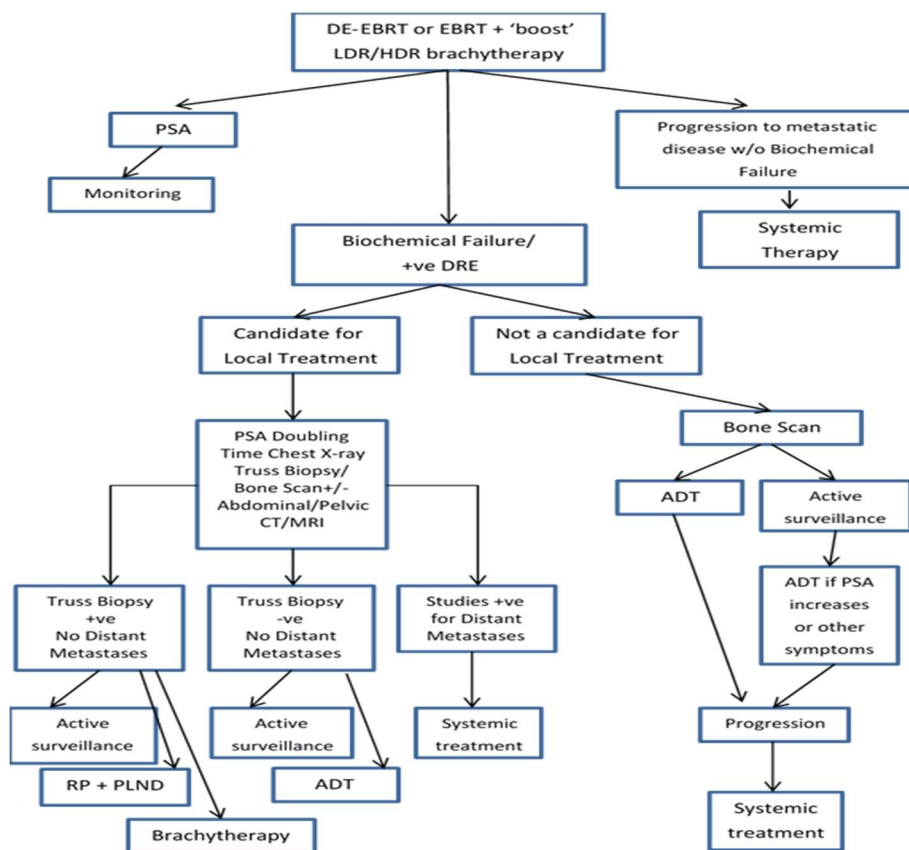 DE-EBRT or EBRT + ‘boost’
LDR/HDR brachytherapy
PSA
Monitoring
Progression to metastatic
disease w/o Biochemical
Failure
Systemic
Therapy
Biochemical Failure/
+ve DRE
Candidate for
Local Treatment
Not a candidate for
Local Treatment
PSA Doubling
Time Chest X-ray
Truss Biopsy/
Bone Scan+/-
Abdominal/Pelvic
CT/MRI
Bone Scan
ADT
Active
surveillance
ADT if PSA
increases
or other
symptoms
Truss Biopsy
+ve
No Distant
Metastases
Truss Biopsy
-ve
No Distant
Metastases
Studies +ve
for Distant
Metastases
Active
surveillance
RP + PLND
Brachytherapy
Active
surveillance
ADT
Systemic
treatment
Progression
Systemic
treatment